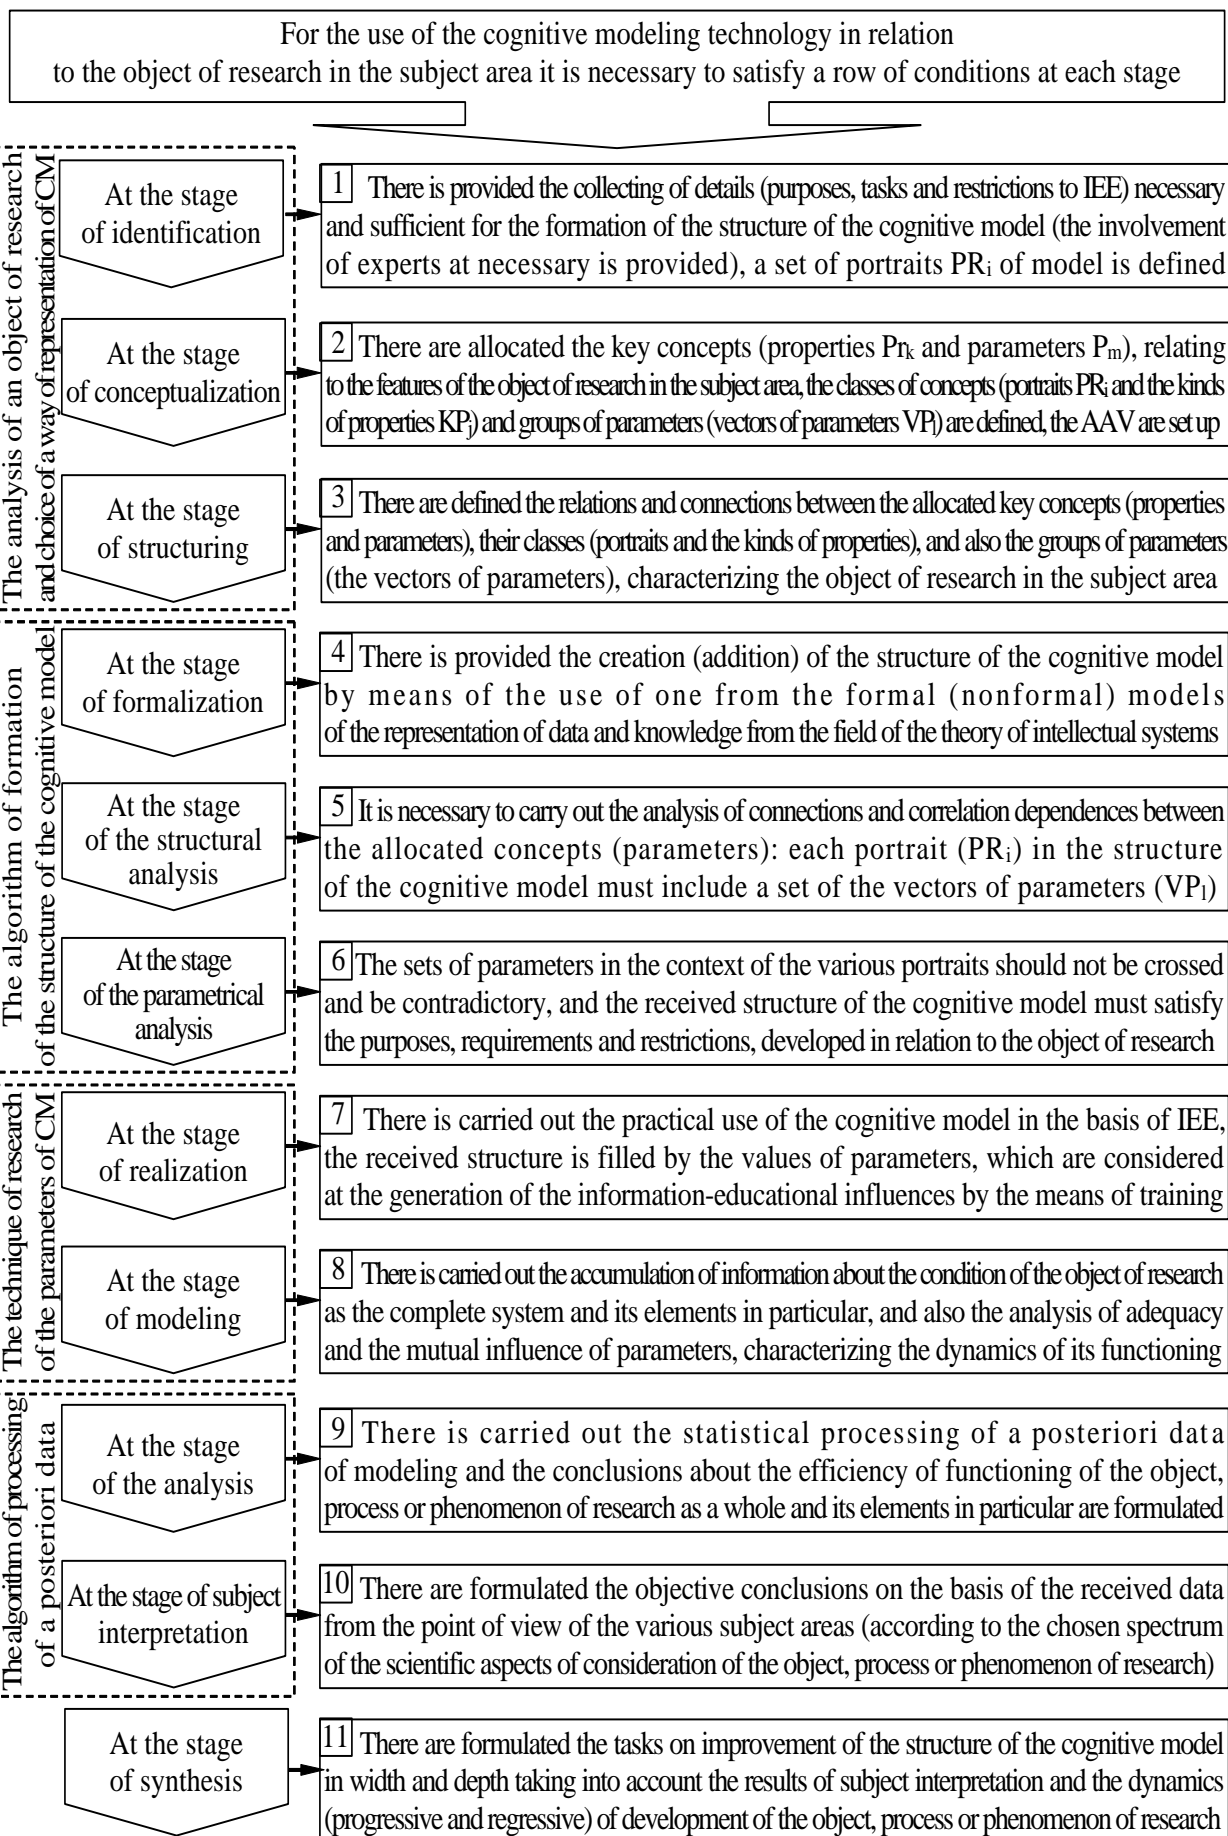 For the use of the cognitive modeling technology in relation
to the object of research in the subject area it is necessary to satisfy a row of conditions at each stage
The analysis of an object of research
and choice of a way of representation of CM
At the stage
of identification
1 There is provided the collecting of details (purposes, tasks and restrictions to IEE) necessary
and sufficient for the formation of the structure of the cognitive model (the involvement
of experts at necessary is provided), a set of portraits PRi of model is defined
At the stage
of conceptualization
2 There are allocated the key concepts (properties Prk and parameters Pm), relating
to the features of the object of research in the subject area, the classes of concepts (portraits PRi and the kinds
of properties KPj) and groups of parameters (vectors of parameters VPl) are defined, the AAV are set up
At the stage
of structuring
3 There are defined the relations and connections between the allocated key concepts (properties
and parameters), their classes (portraits and the kinds of properties), and also the groups of parameters
(the vectors of parameters), characterizing the object of research in the subject area
The algorithm of formation
of the structure of the cognitive model
At the stage
of formalization
4 There is provided the creation (addition) of the structure of the cognitive model
by means of the use of one from the formal (nonformal) models
of the representation of data and knowledge from the field of the theory of intellectual systems
At the stage
of the structural
analysis
5 It is necessary to carry out the analysis of connections and correlation dependences between
the allocated concepts (parameters): each portrait (PRi) in the structure
of the cognitive model must include a set of the vectors of parameters (VPl)
At the stage
of the parametrical
analysis
6 The sets of parameters in the context of the various portraits should not be crossed
and be contradictory, and the received structure of the cognitive model must satisfy
the purposes, requirements and restrictions, developed in relation to the object of research
The technique of research
of the parameters of CM
At the stage
of realization
7 There is carried out the practical use of the cognitive model in the basis of IEE,
the received structure is filled by the values of parameters, which are considered
at the generation of the information-educational influences by the means of training
At the stage
of modeling
8 There is carried out the accumulation of information about the condition of the object of research
as the complete system and its elements in particular, and also the analysis of adequacy
and the mutual influence of parameters, characterizing the dynamics of its functioning
The algorithm of processing
of a posteriori data
At the stage
of the analysis
9 There is carried out the statistical processing of a posteriori data
of modeling and the conclusions about the efficiency of functioning of the object,
process or phenomenon of research as a whole and its elements in particular are formulated
At the stage of subject
interpretation
10 There are formulated the objective conclusions on the basis of the received data
from the point of view of the various subject areas (according to the chosen spectrum
of the scientific aspects of consideration of the object, process or phenomenon of research)
At the stage
of synthesis
11 There are formulated the tasks on improvement of the structure of the cognitive model
in width and depth taking into account the results of subject interpretation and the dynamics
(progressive and regressive) of development of the object, process or phenomenon of research